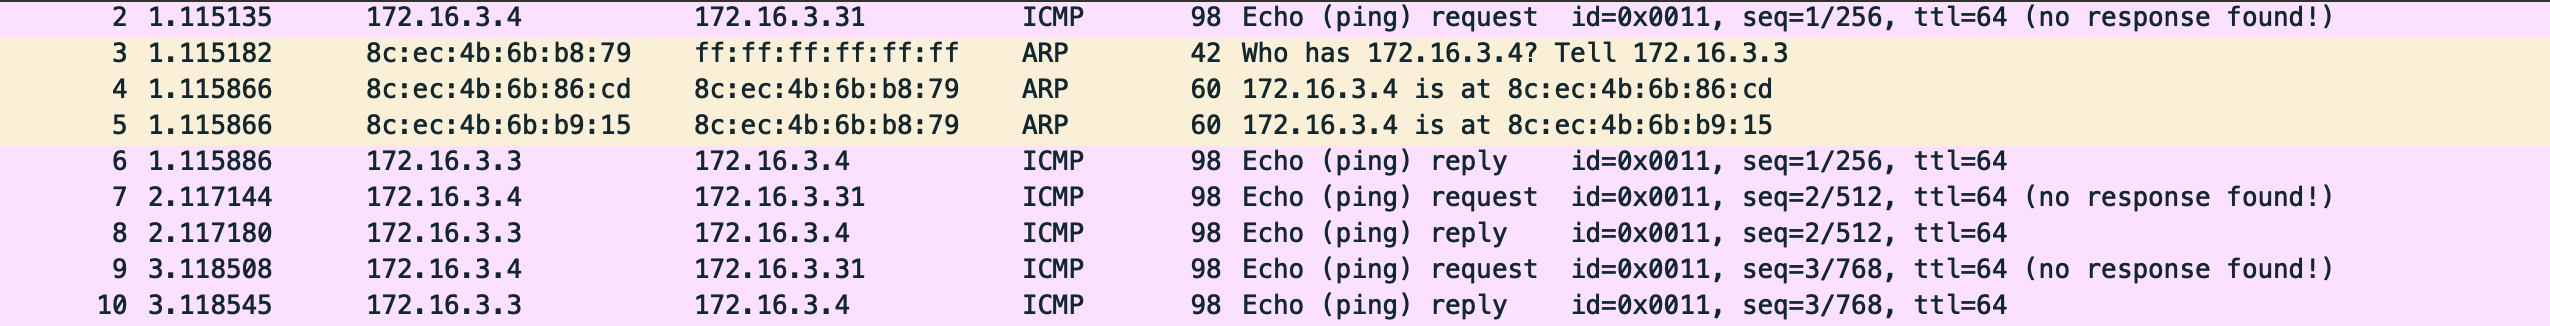 2 1.115135 172.16.3.4 172.16.3.31 ICMP 98 Echo (ping) request id=0x0011, seq=1/256, ttl=64 (no response found!)
3 1.115182 8c:ec:4b:6b:b8:79 ff:ff:ff:ff:ff:ff ARP 42 Who has 172.16.3.4? Tell 172.16.3.3
4 1.115866 8c:ec:4b:6b:86:cd 8c:ec:4b:6b:b8:79 ARP 60 172.16.3.4 is at 8c:ec:4b:6b:86:cd
5 1.115866 8c:ec:4b:6b:b9:15 8c:ec:4b:6b:b8:79 ARP 60 172.16.3.4 is at 8c:ec:4b:6b:b9:15
6 1.115886 172.16.3.3 172.16.3.4 ICMP 98 Echo (ping) reply id=0x0011, seq=1/256, ttl=64
7 2.117144 172.16.3.4 172.16.3.31 ICMP 98 Echo (ping) request id=0x0011, seq=2/512, ttl=64 (no response found!)
8 2.117180 172.16.3.3 172.16.3.4 ICMP 98 Echo (ping) reply id=0x0011, seq=2/512, ttl=64
9 3.118508 172.16.3.4 172.16.3.31 ICMP 98 Echo (ping) request id=0x0011, seq=3/768, ttl=64 (no response found!)
10 3.118545 172.16.3.3 172.16.3.4 ICMP 98 Echo (ping) reply id=0x0011, seq=3/768, ttl=64